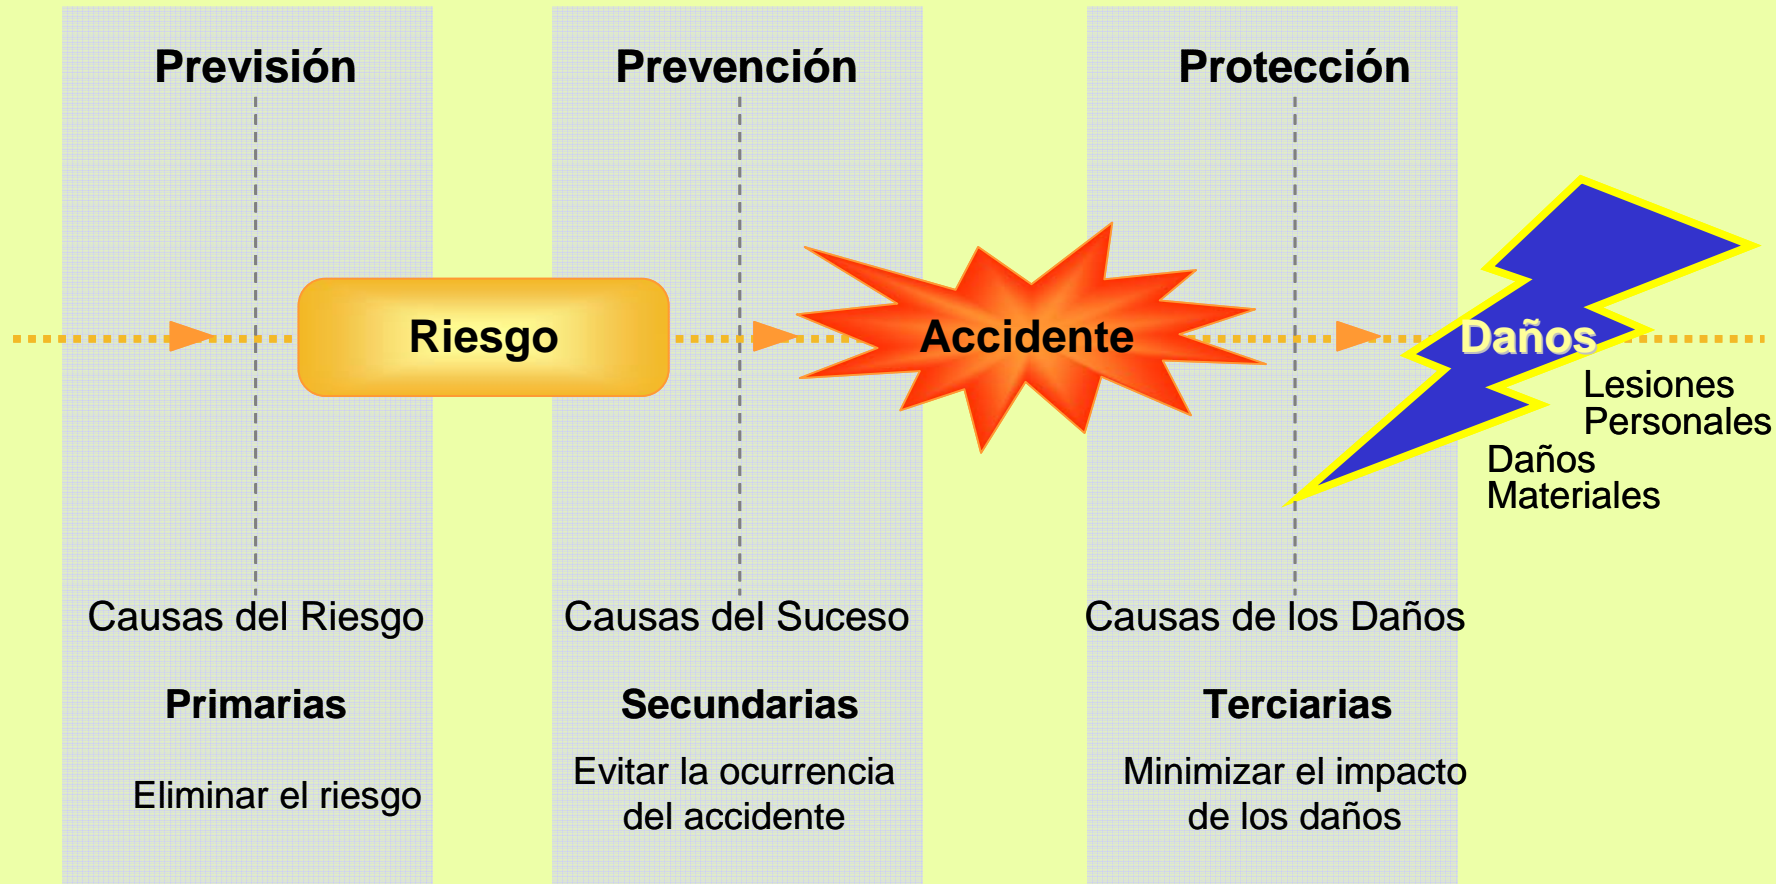 Previsión
Prevención
Protección
Riesgo
Accidente
Daños
Lesiones
Personales
Daños
Materiales
Causas del Riesgo
Causas del Suceso
Causas de los Daños
Primarias
Secundarias
Terciarias
Eliminar el riesgo
Evitar la ocurrencia
del accidente
Minimizar el impacto
de los daños